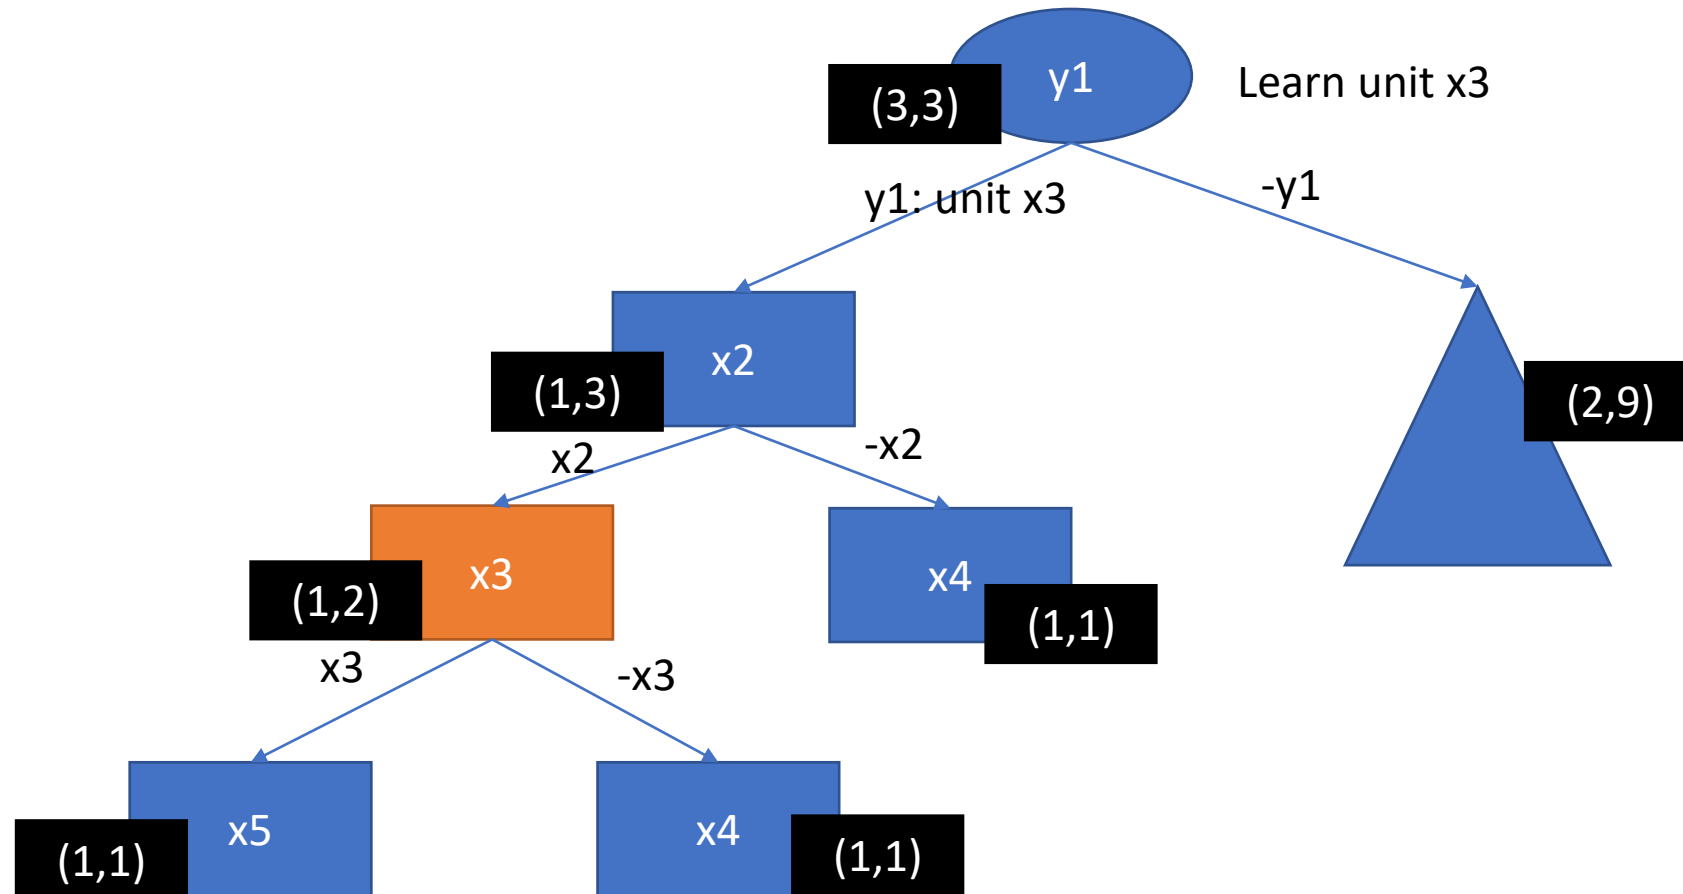 y1
(3,3)
Learn unit x3
y1: unit x3
-y1
x2
(1,3)
(2,9)
x2
-x2
x3
(1,2)
x4
(1,1)
x3
-x3
x5
(1,1)
x4
(1,1)